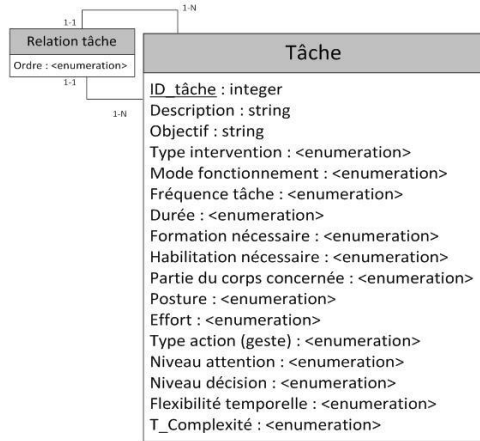 1-N
1-1
Relation tâche
Ordre : <enumeration>
1-1
1-N
Tâche
ID_tâche : integer
Description : string
Objectif : string
Type intervention : <enumeration>
Mode fonctionnement : <enumeration>
Fréquence tâche : <enumeration>
Durée : <enumeration>
Formation nécessaire : <enumeration>
Habilitation nécessaire : <enumeration>
Partie du corps concernée : <enumeration>
Posture : <enumeration>
Effort : <enumeration>
Type action (geste) : <enumeration>
Niveau attention : <enumeration>
Niveau décision : <enumeration>
Flexibilité temporelle : <enumeration>
T_Complexité : <enumeration>